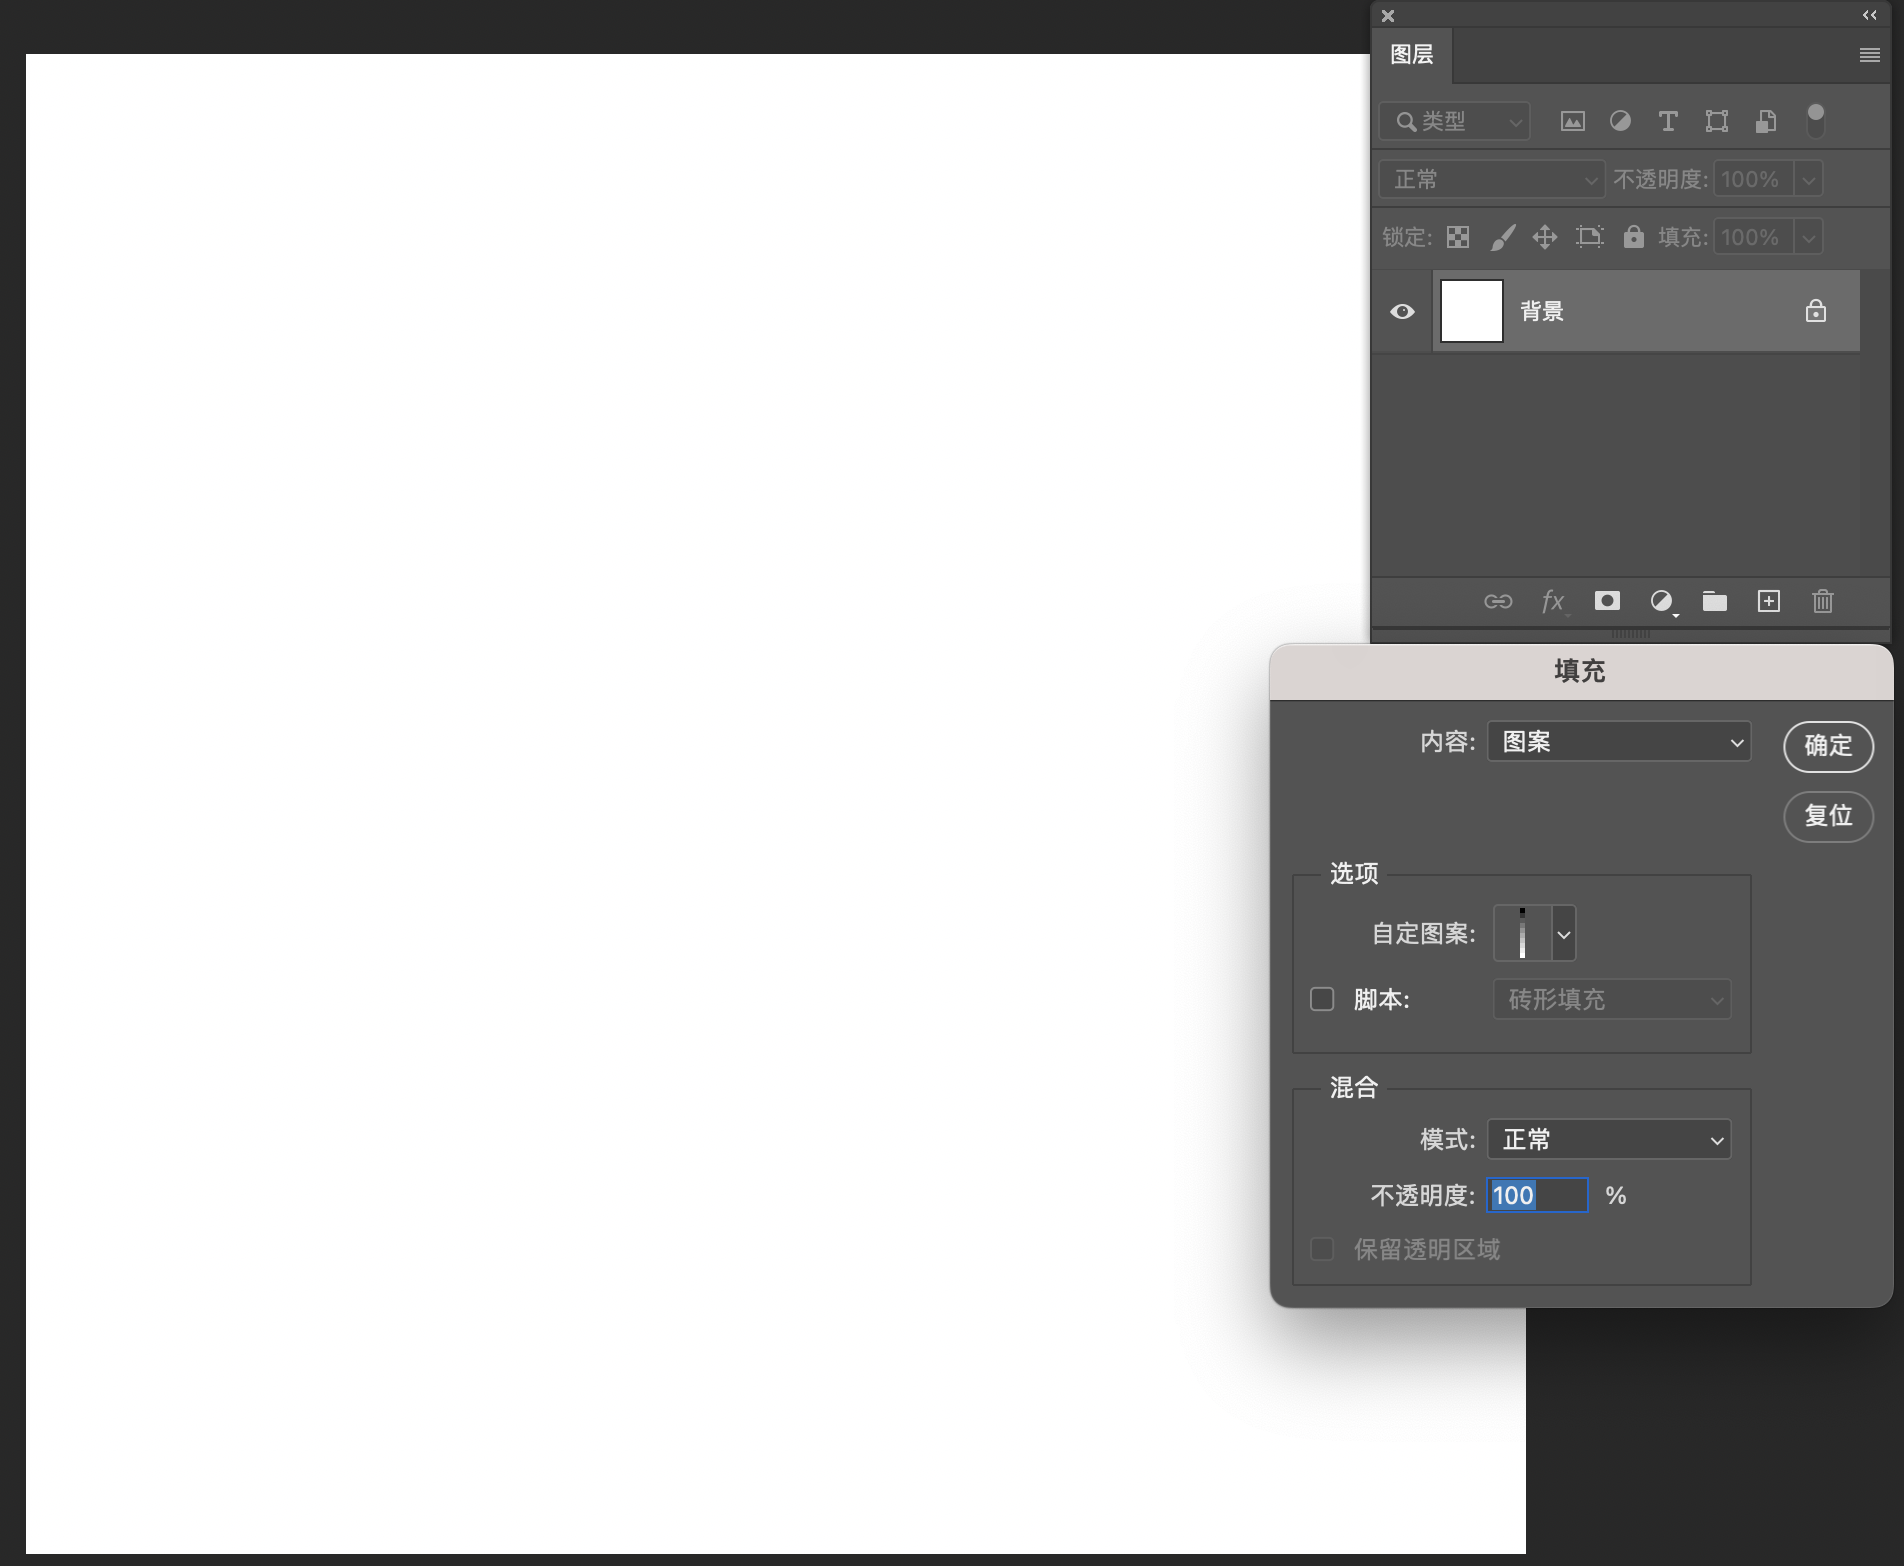 图层
类型
正常 不透明度: 100%
锁定: 填充: 100%
背景
fx
填充
内容: 图案 确定
复位
选项
自定图案:
脚本: 砖形填充
混合
模式: 正常
不透明度: 100 %
保留透明区域